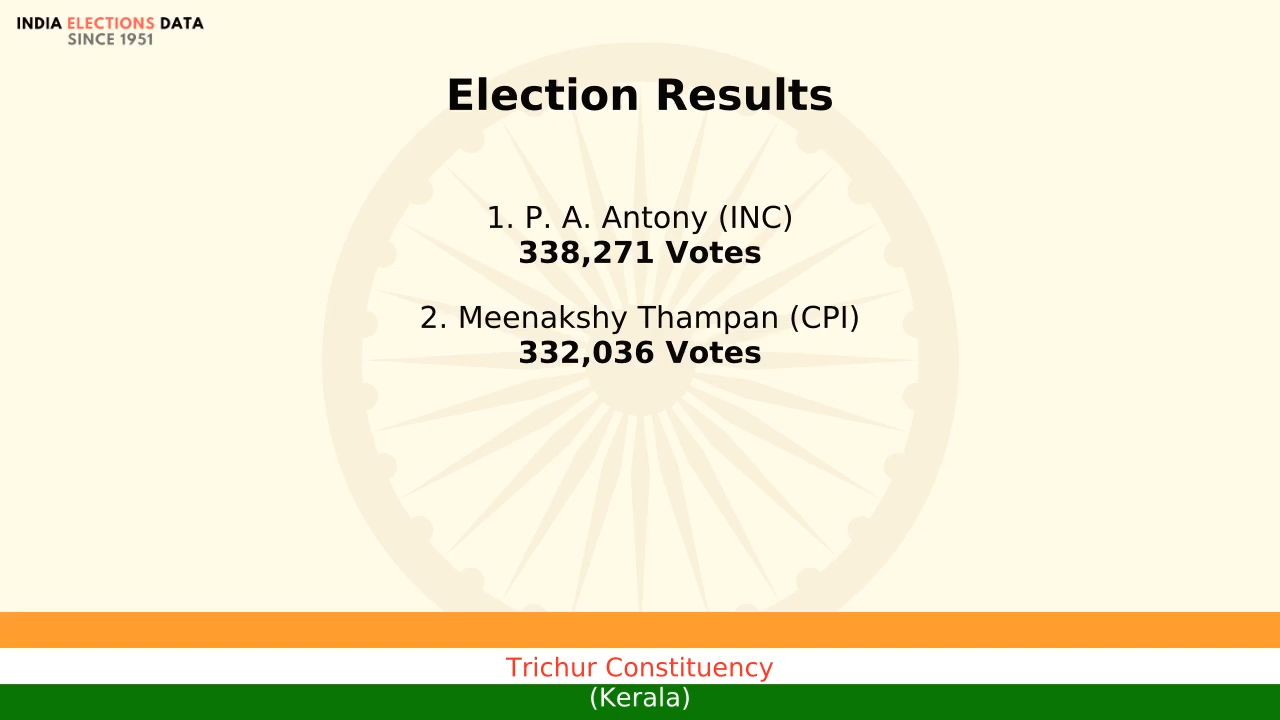 INDIA ELECTIONS DATA
SINCE 1951
Election Results
1. P. A. Antony (INC)
338,271 Votes
2. Meenakshy Thampan (CPI)
332,036 Votes
Trichur Constituency
(Kerala)